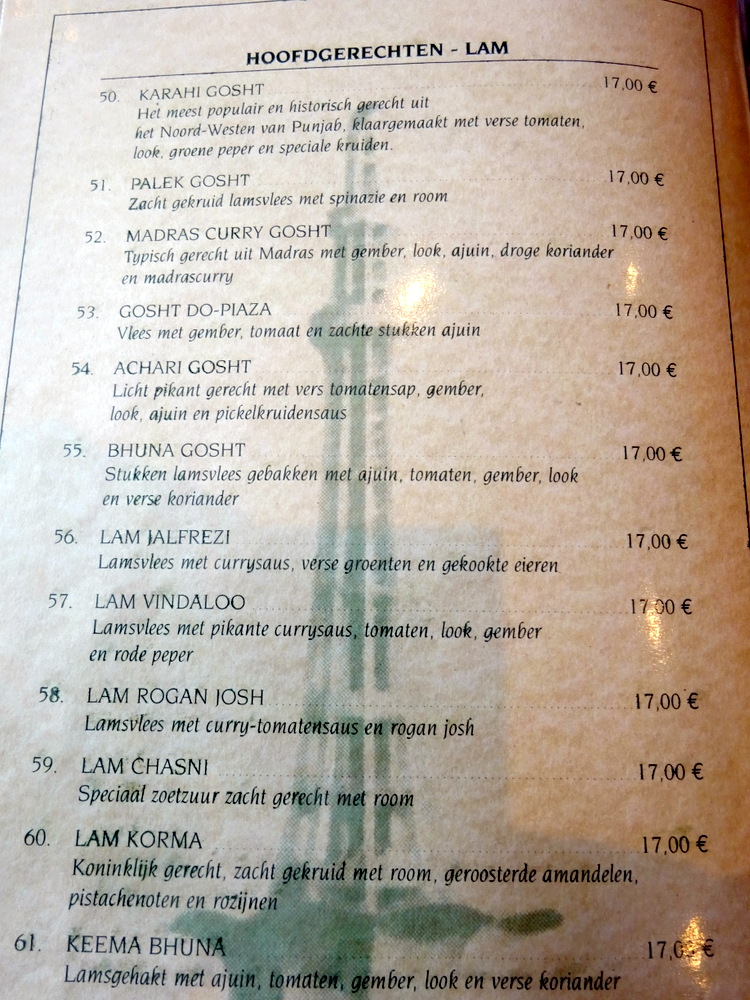 HOOFDGERECHTEN - LAM
50. KARAHI GOSHT 17,00 €
Het meest populair en historisch gerecht uit
het Noord-Westen van Punjab, klaargemaakt met verse tomaten,
look, groene peper en speciale kruiden.
51. PALEK GOSHT 17,00 €
Zacht gekruid lamsvlees met spinazie en room
52. MADRAS CURRY GOSHT 17,00 €
Typisch gerecht uit Madras met gember, look, ajuin, droge koriander
en madrascurry
53. GOSHT DO-PIAZA 17,00 €
Vlees met gember, tomaat en zachte stukken ajuin
54. ACHARI GOSHT 17,00 €
Licht pikant gerecht met vers tomatensap, gember,
look, ajuin en pickelkruidensaus
55. BHUNA GOSHT 17,00 €
Stukken lamsvlees gebakken met ajuin, tomaten, gember, look
en verse koriander
56. LAM JALFREZI 17,00 €
Lamsvlees met currysaus, verse groenten en gekookte eieren
57. LAM VINDALOO 17,00 €
Lamsvlees met pikante currysaus, tomaten, look, gember
en rode peper
58. LAM ROGAN JOSH 17,00 €
Lamsvlees met curry-tomatensaus en rogan josh
59. LAM CHASNI 17,00 €
Speciaal zoetzuur zacht gerecht met room
60. LAM KORMA 17,00 €
Koninklijk gerecht, zacht gekruid met room, geroosterde amandelen,
pistachenoten en rozijnen
61. KEEMA BHUNA 17,00 €
Lamsgehakt met ajuin, tomaten, gember, look en verse koriander